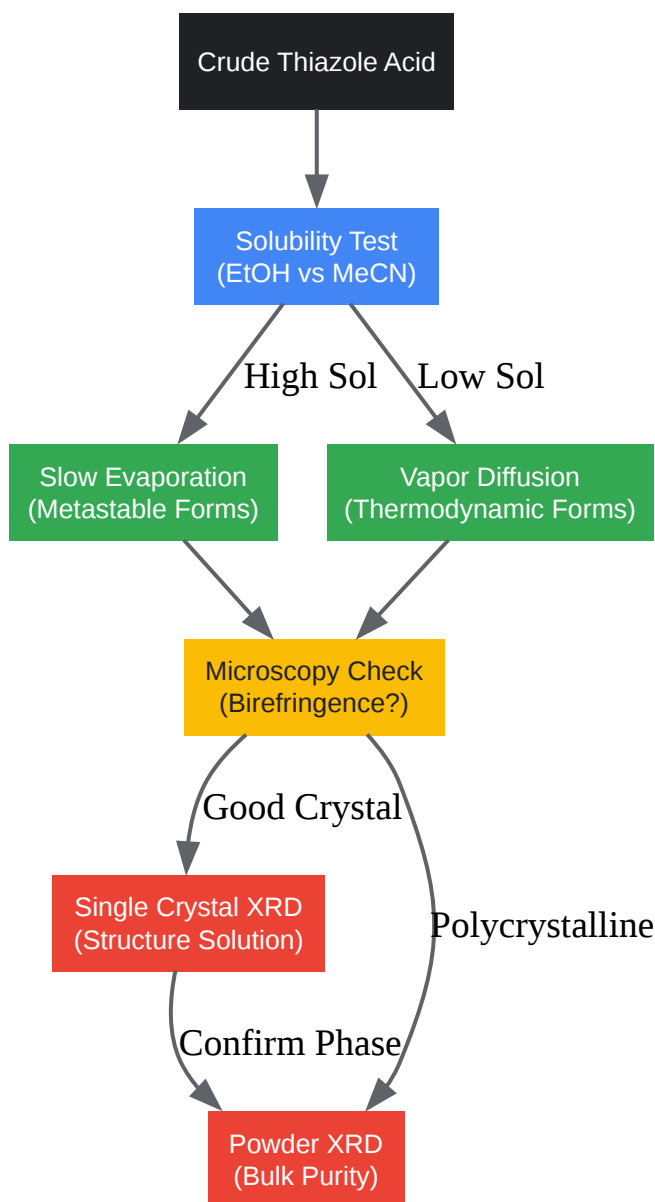 Crude Thiazole Acid
Solubility Test
(EtOH vs MeCN)
High Sol
Low Sol
Slow Evaporation
(Metastable Forms)
Vapor Diffusion
(Thermodynamic Forms)
Microscopy Check
(Birefringence?)
Good Crystal
Single Crystal XRD
(Structure Solution)
Polycrystalline
Confirm Phase
Powder XRD
(Bulk Purity)